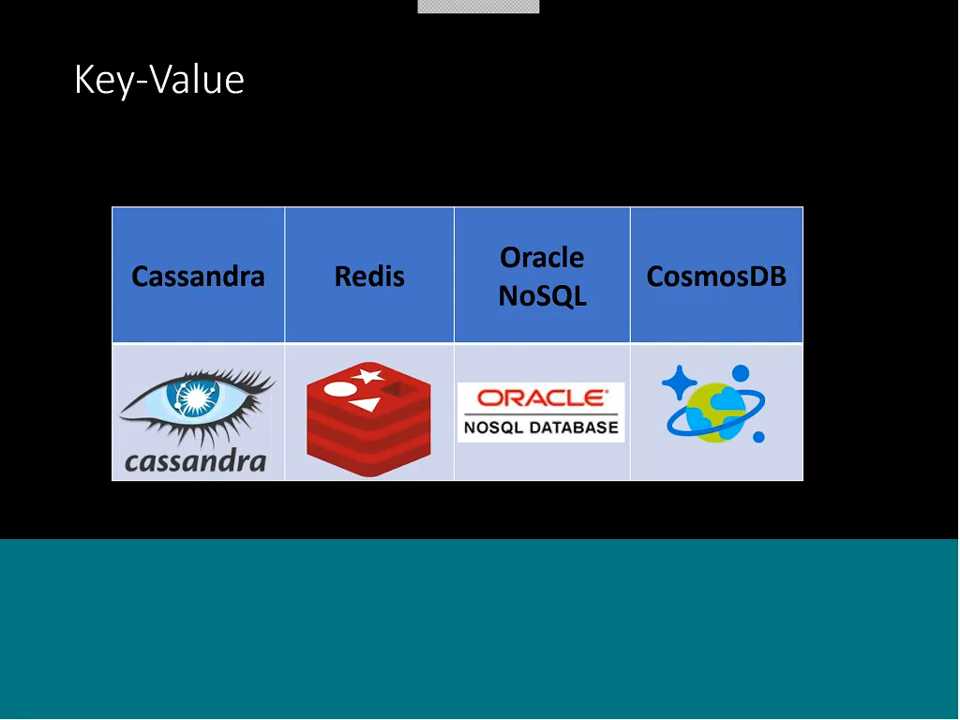 Key-Value
Cassandra
Redis
Oracle
NoSQL
CosmosDB
cassandra
ORACLE®
NOSQL DATABASE